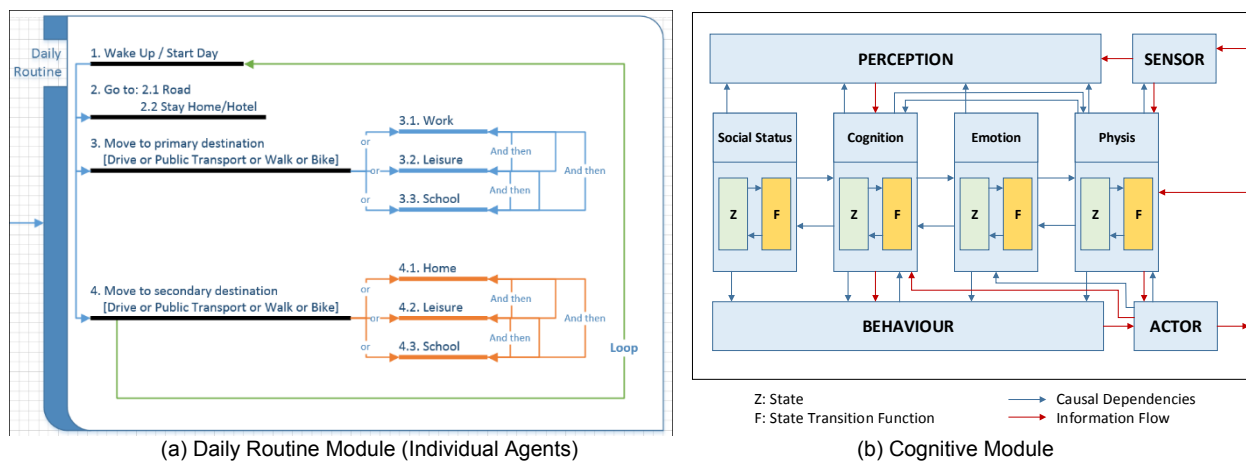 Daily
Routine
1. Wake Up / Start Day
2. Go to: 2.1 Road
2.2 Stay Home/Hotel
3. Move to primary destination
[Drive or Public Transport or Walk or Bike]
or
or
or
3.1. Work
3.2. Leisure
3.3. School
And then
And then
And then
4. Move to secondary destination
[Drive or Public Transport or Walk or Bike]
or
or
or
4.1. Home
4.2. Leisure
4.3. School
And then
And then
And then
Loop
(a) Daily Routine Module (Individual Agents)
PERCEPTION
SENSOR
Social Status
Cognition
Emotion
Physis
Z
F
Z
F
Z
F
Z
F
BEHAVIOUR
ACTOR
Z: State
F: State Transition Function
Causal Dependencies
Information Flow
(b) Cognitive Module